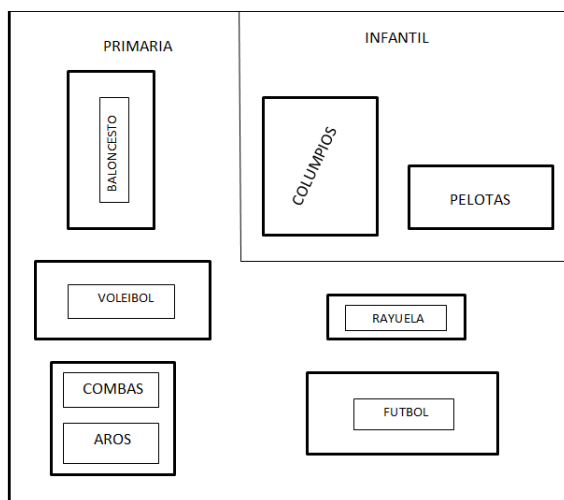 PRIMARIA
INFANTIL
BALONCESTO
COLUMPIOS
PELOTAS
VOLEIBOL
RAYUELA
COMBAS
AROS
FUTBOL